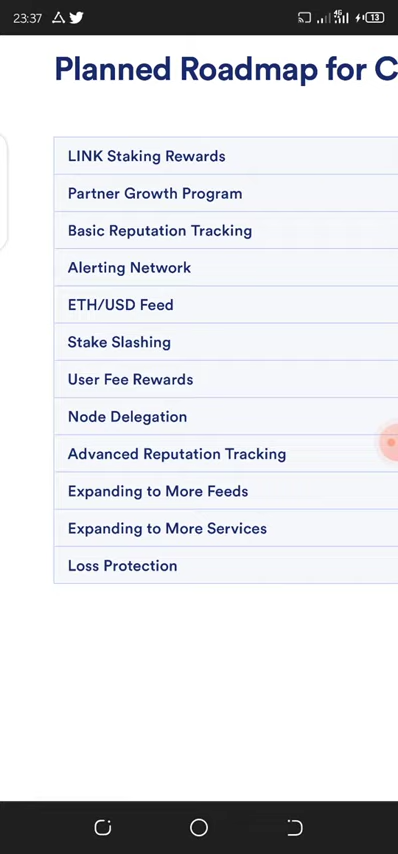 23:37
4G
13
Planned Roadmap for C
LINK Staking Rewards
Partner Growth Program
Basic Reputation Tracking
Alerting Network
ETH/USD Feed
Stake Slashing
User Fee Rewards
Node Delegation
Advanced Reputation Tracking
Expanding to More Feeds
Expanding to More Services
Loss Protection